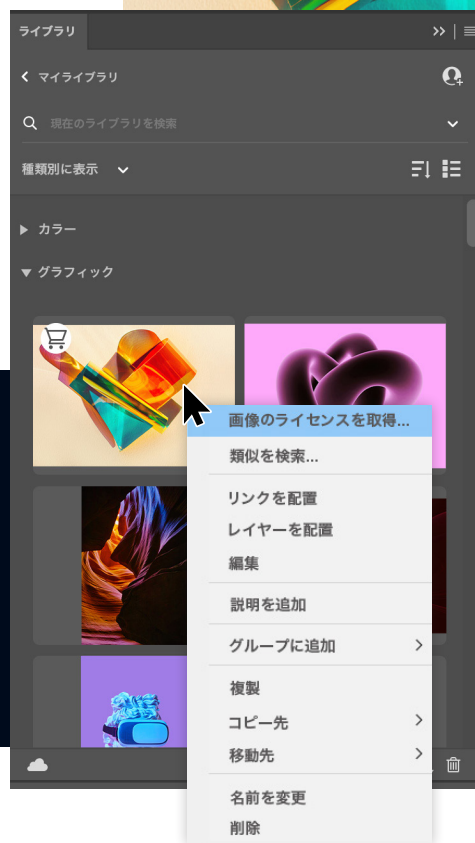 ライブラリ
マイライブラリ
現在のライブラリを検索
種類別に表示
カラー
グラフィック
画像のライセンスを取得...
類似を検索...
リンクを配置
レイヤーを配置
編集
説明を追加
グループに追加
複製
コピー先
移動先
名前を変更
削除